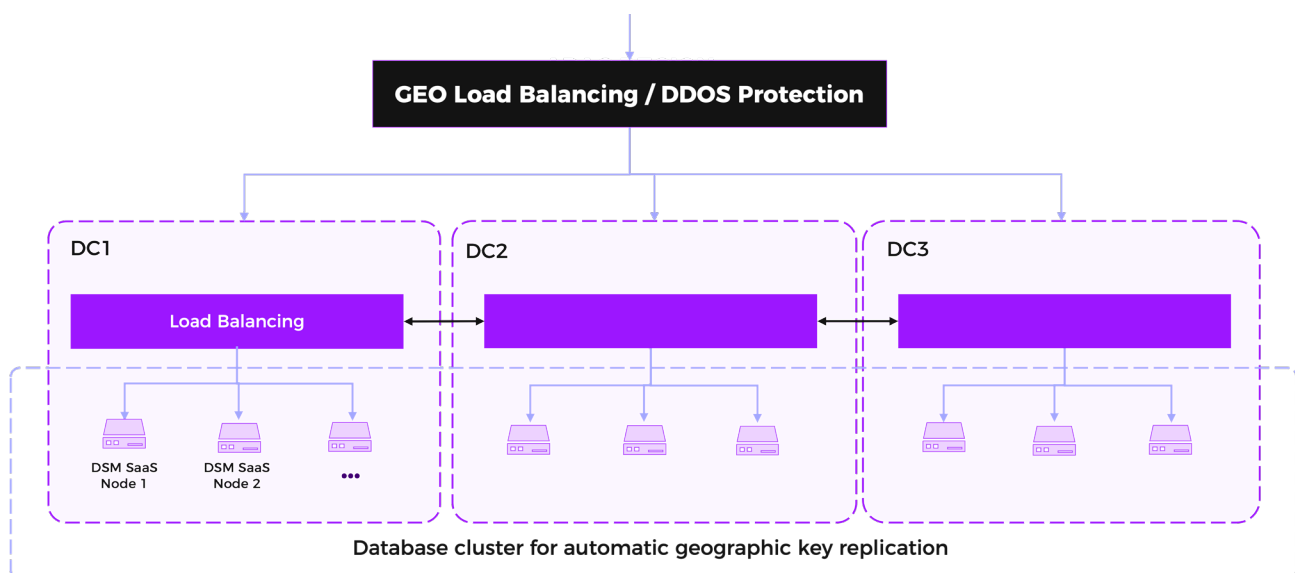 GEO Load Balancing / DDOS Protection
DC1
DC2
DC3
Load Balancing
DSM SaaS
Node 1
DSM SaaS
Node 2
•••
Database cluster for automatic geographic key replication